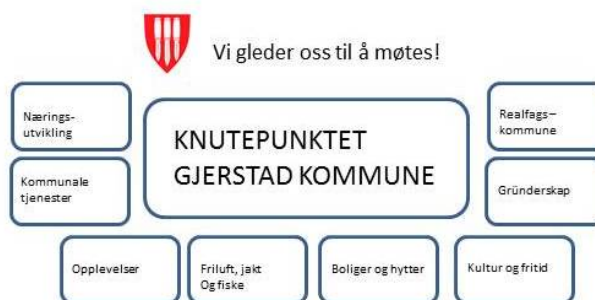 Vi gleder oss til å møtes!
Nærings-
utvikling
KNUTEPUNKTET
GJERSTAD KOMMUNE
Realfags–
kommune
Kommunale
tjenester
Gründerskap
Opplevelser
Friluft, jakt
Og fiske
Boliger og hytter
Kultur og fritid